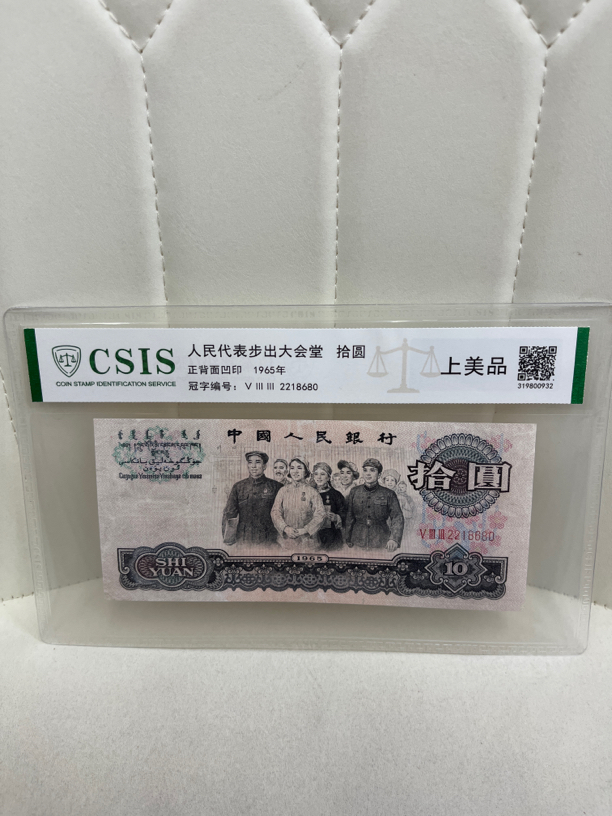 CSIS
COIN STAMP IDENTIFICATION SERVICE
人民代表步出大会堂 拾圆
正背面凹印 1965年
冠字编号: V III III 2218680
上美品
319800932
中國人民銀行
拾圓
V III III 2218680
1965
SHI
YUAN
10